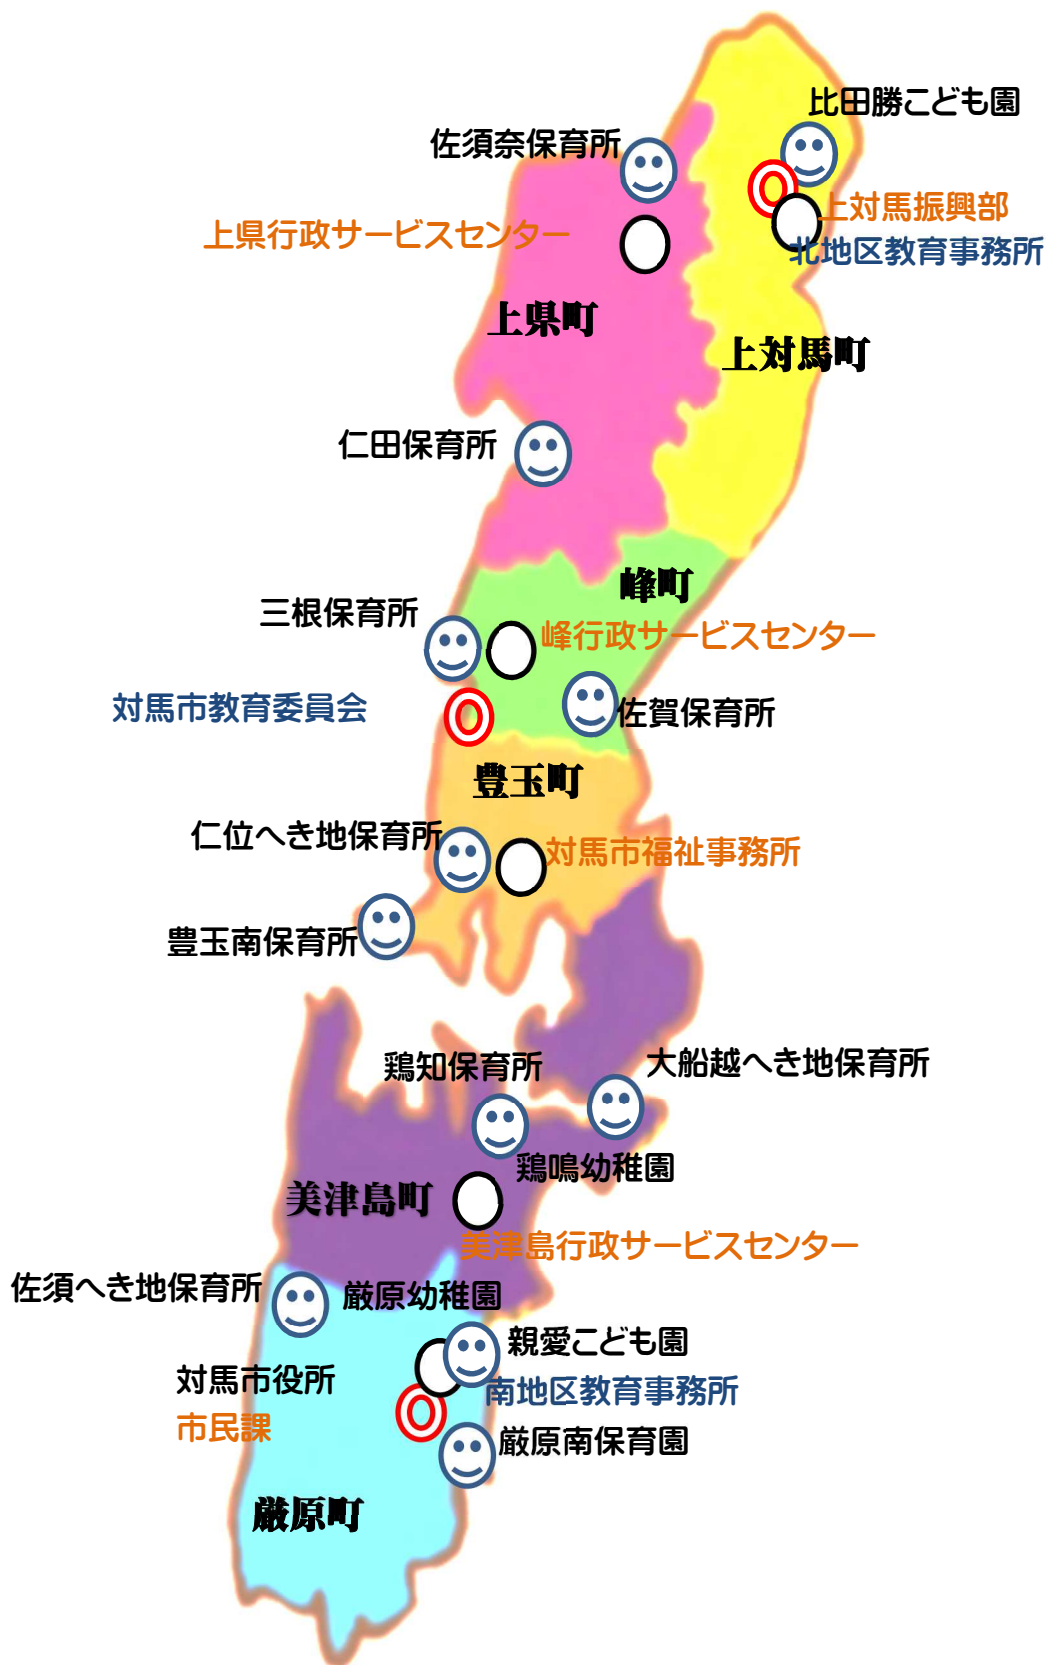 比田勝こども園
佐須奈保育所
上対馬振興部
上県行政サービスセンター
北地区教育事務所
上県町
上対馬町
仁田保育所
峰町
三根保育所
峰行政サービスセンター
対馬市教育委員会
佐賀保育所
豊玉町
仁位へき地保育所
対馬市福祉事務所
豊玉南保育所
鶏知保育所
大船越へき地保育所
鶏鳴幼稚園
美津島町
美津島行政サービスセンター
佐須へき地保育所
厳原幼稚園
親愛こども園
対馬市役所
南地区教育事務所
市民課
厳原南保育園
厳原町